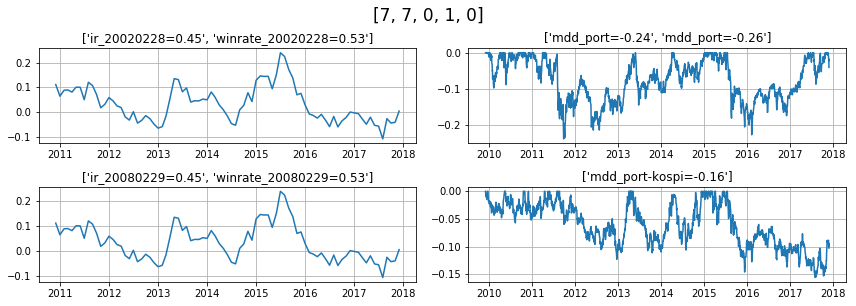 [7, 7, 0, 1, 0]
['ir_20020228=0.45', 'winrate_20020228=0.53']
0.2
0.1
0.0
−0.1
2011 2012 2013 2014 2015 2016 2017 2018
['mdd_port=-0.24', 'mdd_port=-0.26']
0.0
−0.1
−0.2
2010 2011 2012 2013 2014 2015 2016 2017 2018
['ir_20080229=0.45', 'winrate_20080229=0.53']
0.2
0.1
0.0
−0.1
2011 2012 2013 2014 2015 2016 2017 2018
['mdd_port-kospi=-0.16']
0.00
−0.05
−0.10
−0.15
2010 2011 2012 2013 2014 2015 2016 2017 2018